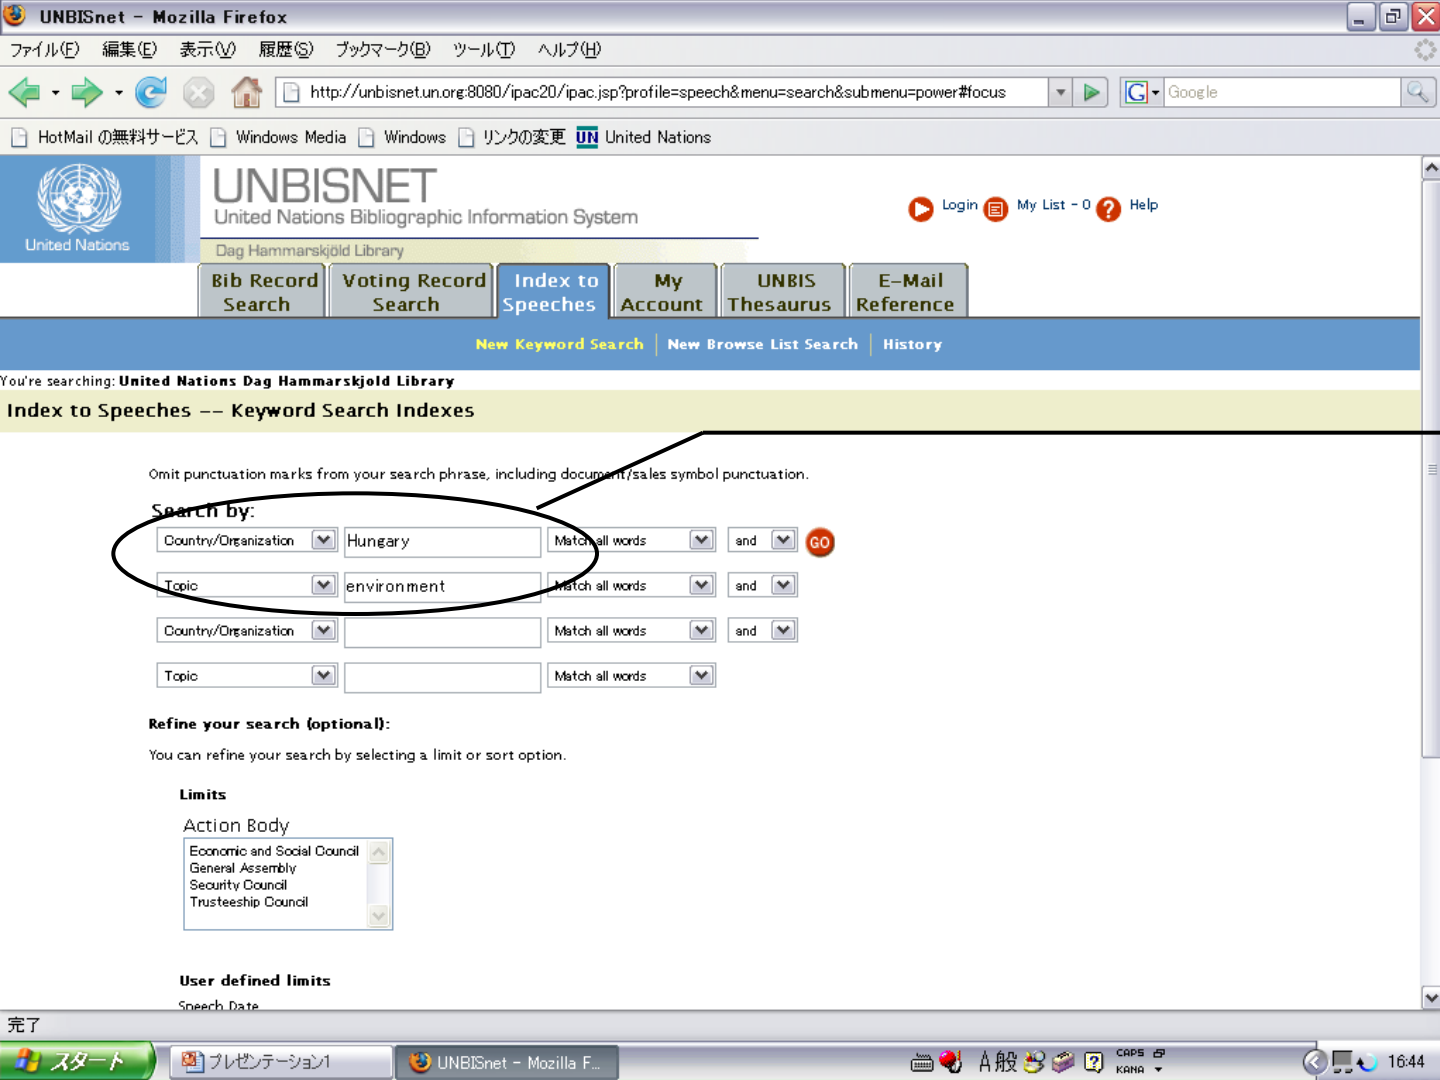 UNBISnet - Mozilla Firefox
ファイル(F) 編集(E) 表示(V) 履歴(S) ブックマーク(B) ツール(T) ヘルプ(H)
http://unbisnet.un.org:8080/ipac20/ipac.jsp?profile=speech&menu=search&submenu=power#focus
G Google
HotMail の無料サービス Windows Media Windows リンクの変更 UN United Nations
UNBISNET
United Nations Bibliographic Information System
Login My List - 0 ? Help
United Nations
Dag Hammarskjöld Library
Bib Record Search
Voting Record Search
Index to Speeches
My Account
UNBIS Thesaurus
E-Mail Reference
New Keyword Search New Browse List Search History
You're searching: United Nations Dag Hammarskjold Library
Index to Speeches -- Keyword Search Indexes
Omit punctuation marks from your search phrase, including document/sales symbol punctuation.
Search by:
Country/Organization Hungary Match all words and GO
Topic environment Match all words and
Country/Organization Match all words and
Topic Match all words
Refine your search (optional):
You can refine your search by selecting a limit or sort option.
Limits
Action Body
Economic and Social Council
General Assembly
Security Council
Trusteeship Council
User defined limits
Speech Date
完了
スタート プレゼンテーション1 UNBISnet - Mozilla F... A 般 ? CAPS KANA 16:44